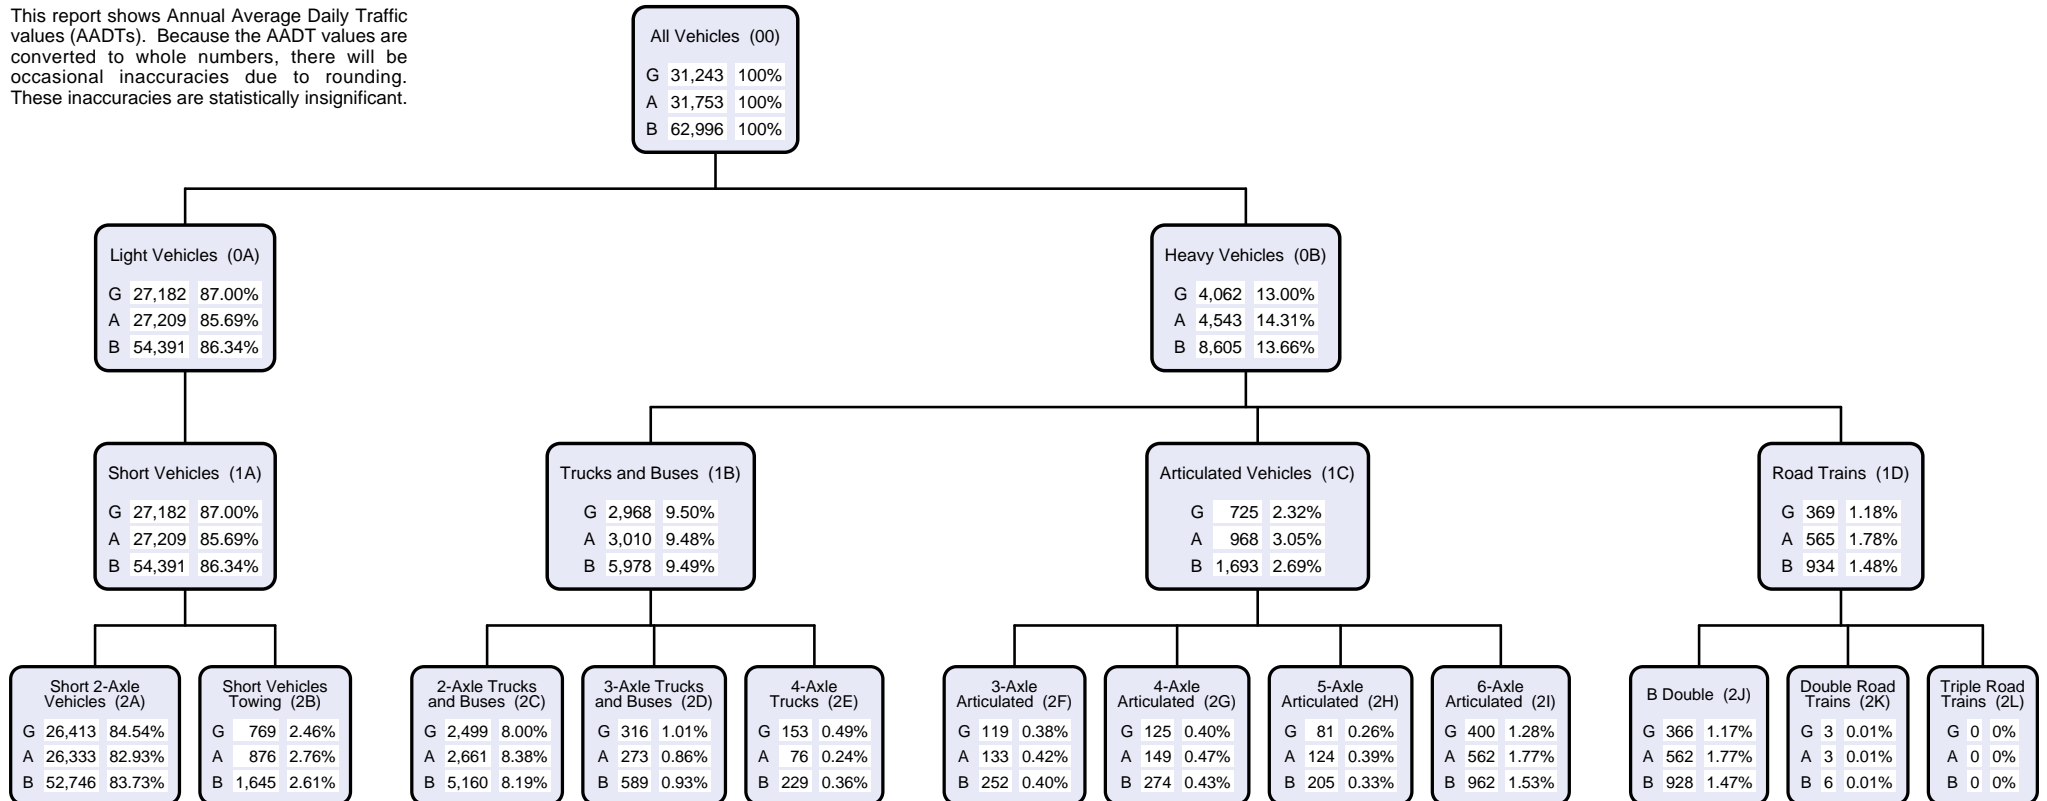 This report shows Annual Average Daily Traffic
values (AADTs). Because the AADT values are
converted to whole numbers, there will be
occasional inaccuracies due to rounding.
These inaccuracies are statistically insignificant.
All Vehicles (00)
G 31,243 100%
A 31,753 100%
B 62,996 100%
Light Vehicles (0A)
G 27,182 87.00%
A 27,209 85.69%
B 54,391 86.34%
Heavy Vehicles (0B)
G 4,062 13.00%
A 4,543 14.31%
B 8,605 13.66%
Short Vehicles (1A)
G 27,182 87.00%
A 27,209 85.69%
B 54,391 86.34%
Trucks and Buses (1B)
G 2,968 9.50%
A 3,010 9.48%
B 5,978 9.49%
Articulated Vehicles (1C)
G 725 2.32%
A 968 3.05%
B 1,693 2.69%
Road Trains (1D)
G 369 1.18%
A 565 1.78%
B 934 1.48%
Short 2-Axle
Vehicles (2A)
G 26,413 84.54%
A 26,333 82.93%
B 52,746 83.73%
Short Vehicles
Towing (2B)
G 769 2.46%
A 876 2.76%
B 1,645 2.61%
2-Axle Trucks
and Buses (2C)
G 2,499 8.00%
A 2,661 8.38%
B 5,160 8.19%
3-Axle Trucks
and Buses (2D)
G 316 1.01%
A 273 0.86%
B 589 0.93%
4-Axle
Trucks (2E)
G 153 0.49%
A 76 0.24%
B 229 0.36%
3-Axle
Articulated (2F)
G 119 0.38%
A 133 0.42%
B 252 0.40%
4-Axle
Articulated (2G)
G 125 0.40%
A 149 0.47%
B 274 0.43%
5-Axle
Articulated (2H)
G 81 0.26%
A 124 0.39%
B 205 0.33%
6-Axle
Articulated (2I)
G 400 1.28%
A 562 1.77%
B 962 1.53%
B Double (2J)
G 366 1.17%
A 562 1.77%
B 928 1.47%
Double Road
Trains (2K)
G 3 0.01%
A 3 0.01%
B 6 0.01%
Triple Road
Trains (2L)
G 0 0%
A 0 0%
B 0 0%